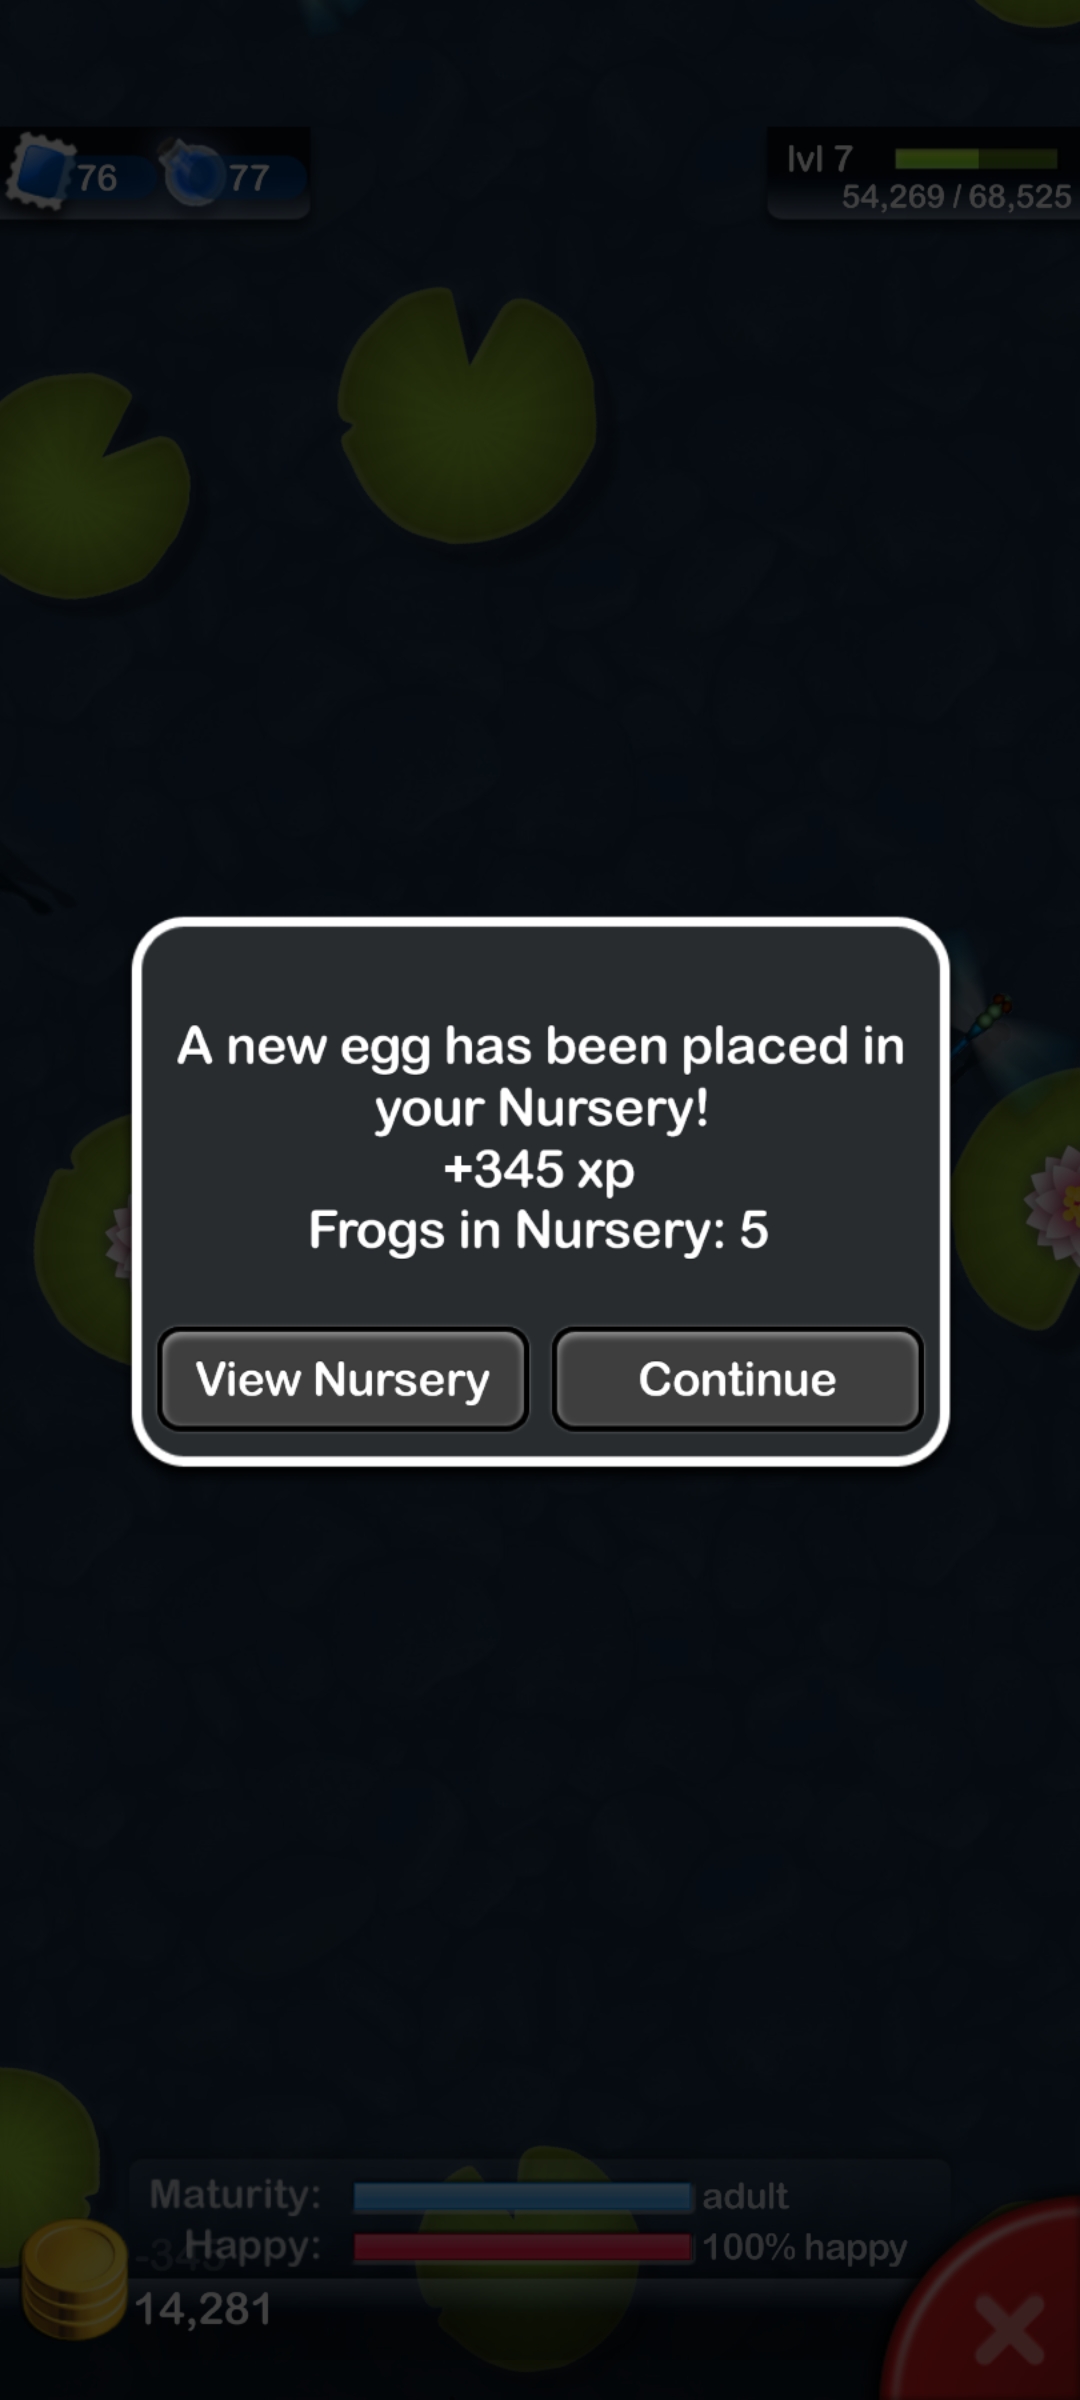 76 77
lvl 7
54,269 / 68,525
A new egg has been placed in
your Nursery!
+345 xp
Frogs in Nursery: 5
View Nursery Continue
Maturity: adult
Happy: 100% happy
14,281